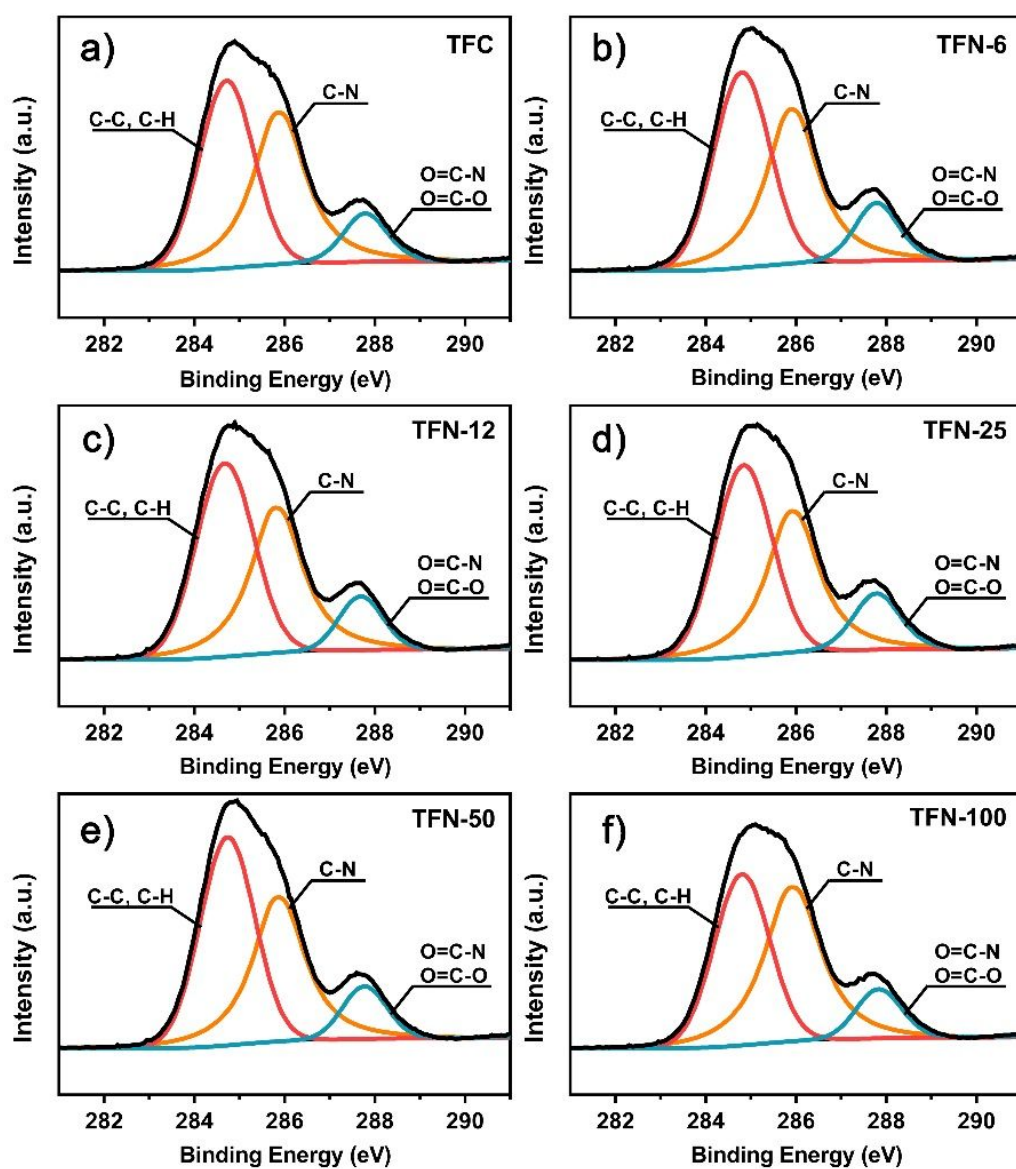 a)
TFC
C-C, C-H
C-N
O=C-N
O=C-O
Intensity (a.u.)
282 284 286 288 290
Binding Energy (eV)
b)
TFN-6
C-C, C-H
C-N
O=C-N
O=C-O
Intensity (a.u.)
282 284 286 288 290
Binding Energy (eV)
c)
TFN-12
C-C, C-H
C-N
O=C-N
O=C-O
Intensity (a.u.)
282 284 286 288 290
Binding Energy (eV)
d)
TFN-25
C-C, C-H
C-N
O=C-N
O=C-O
Intensity (a.u.)
282 284 286 288 290
Binding Energy (eV)
e)
TFN-50
C-C, C-H
C-N
O=C-N
O=C-O
Intensity (a.u.)
282 284 286 288 290
Binding Energy (eV)
f)
TFN-100
C-C, C-H
C-N
O=C-N
O=C-O
Intensity (a.u.)
282 284 286 288 290
Binding Energy (eV)